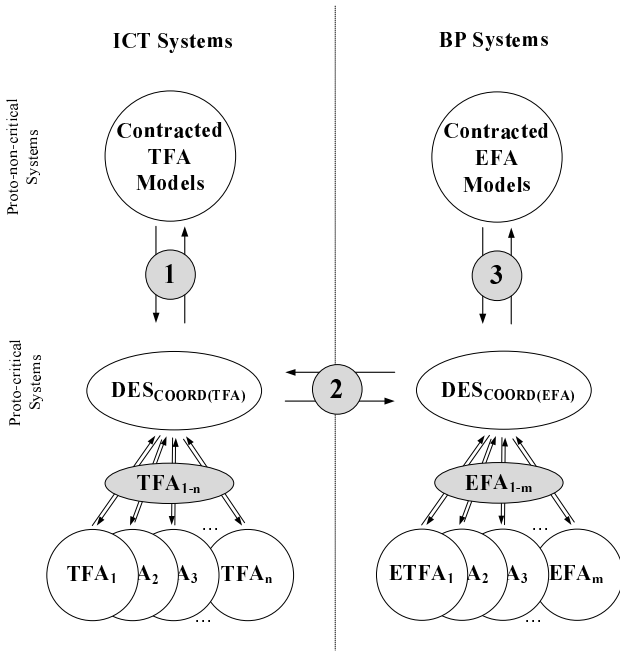 ICT Systems
BP Systems
Proto-non-critical
Systems
Contracted
TFA
Models
Contracted
EFA
Models
1
3
Proto-critical
Systems
DESCOORD(TFA)
2
DESCOORD(EFA)
TFA1-n
EFA1-m
...
...
TFA1
A2
A3
TFAn
ETFA1
A2
A3
EFAm
...
...